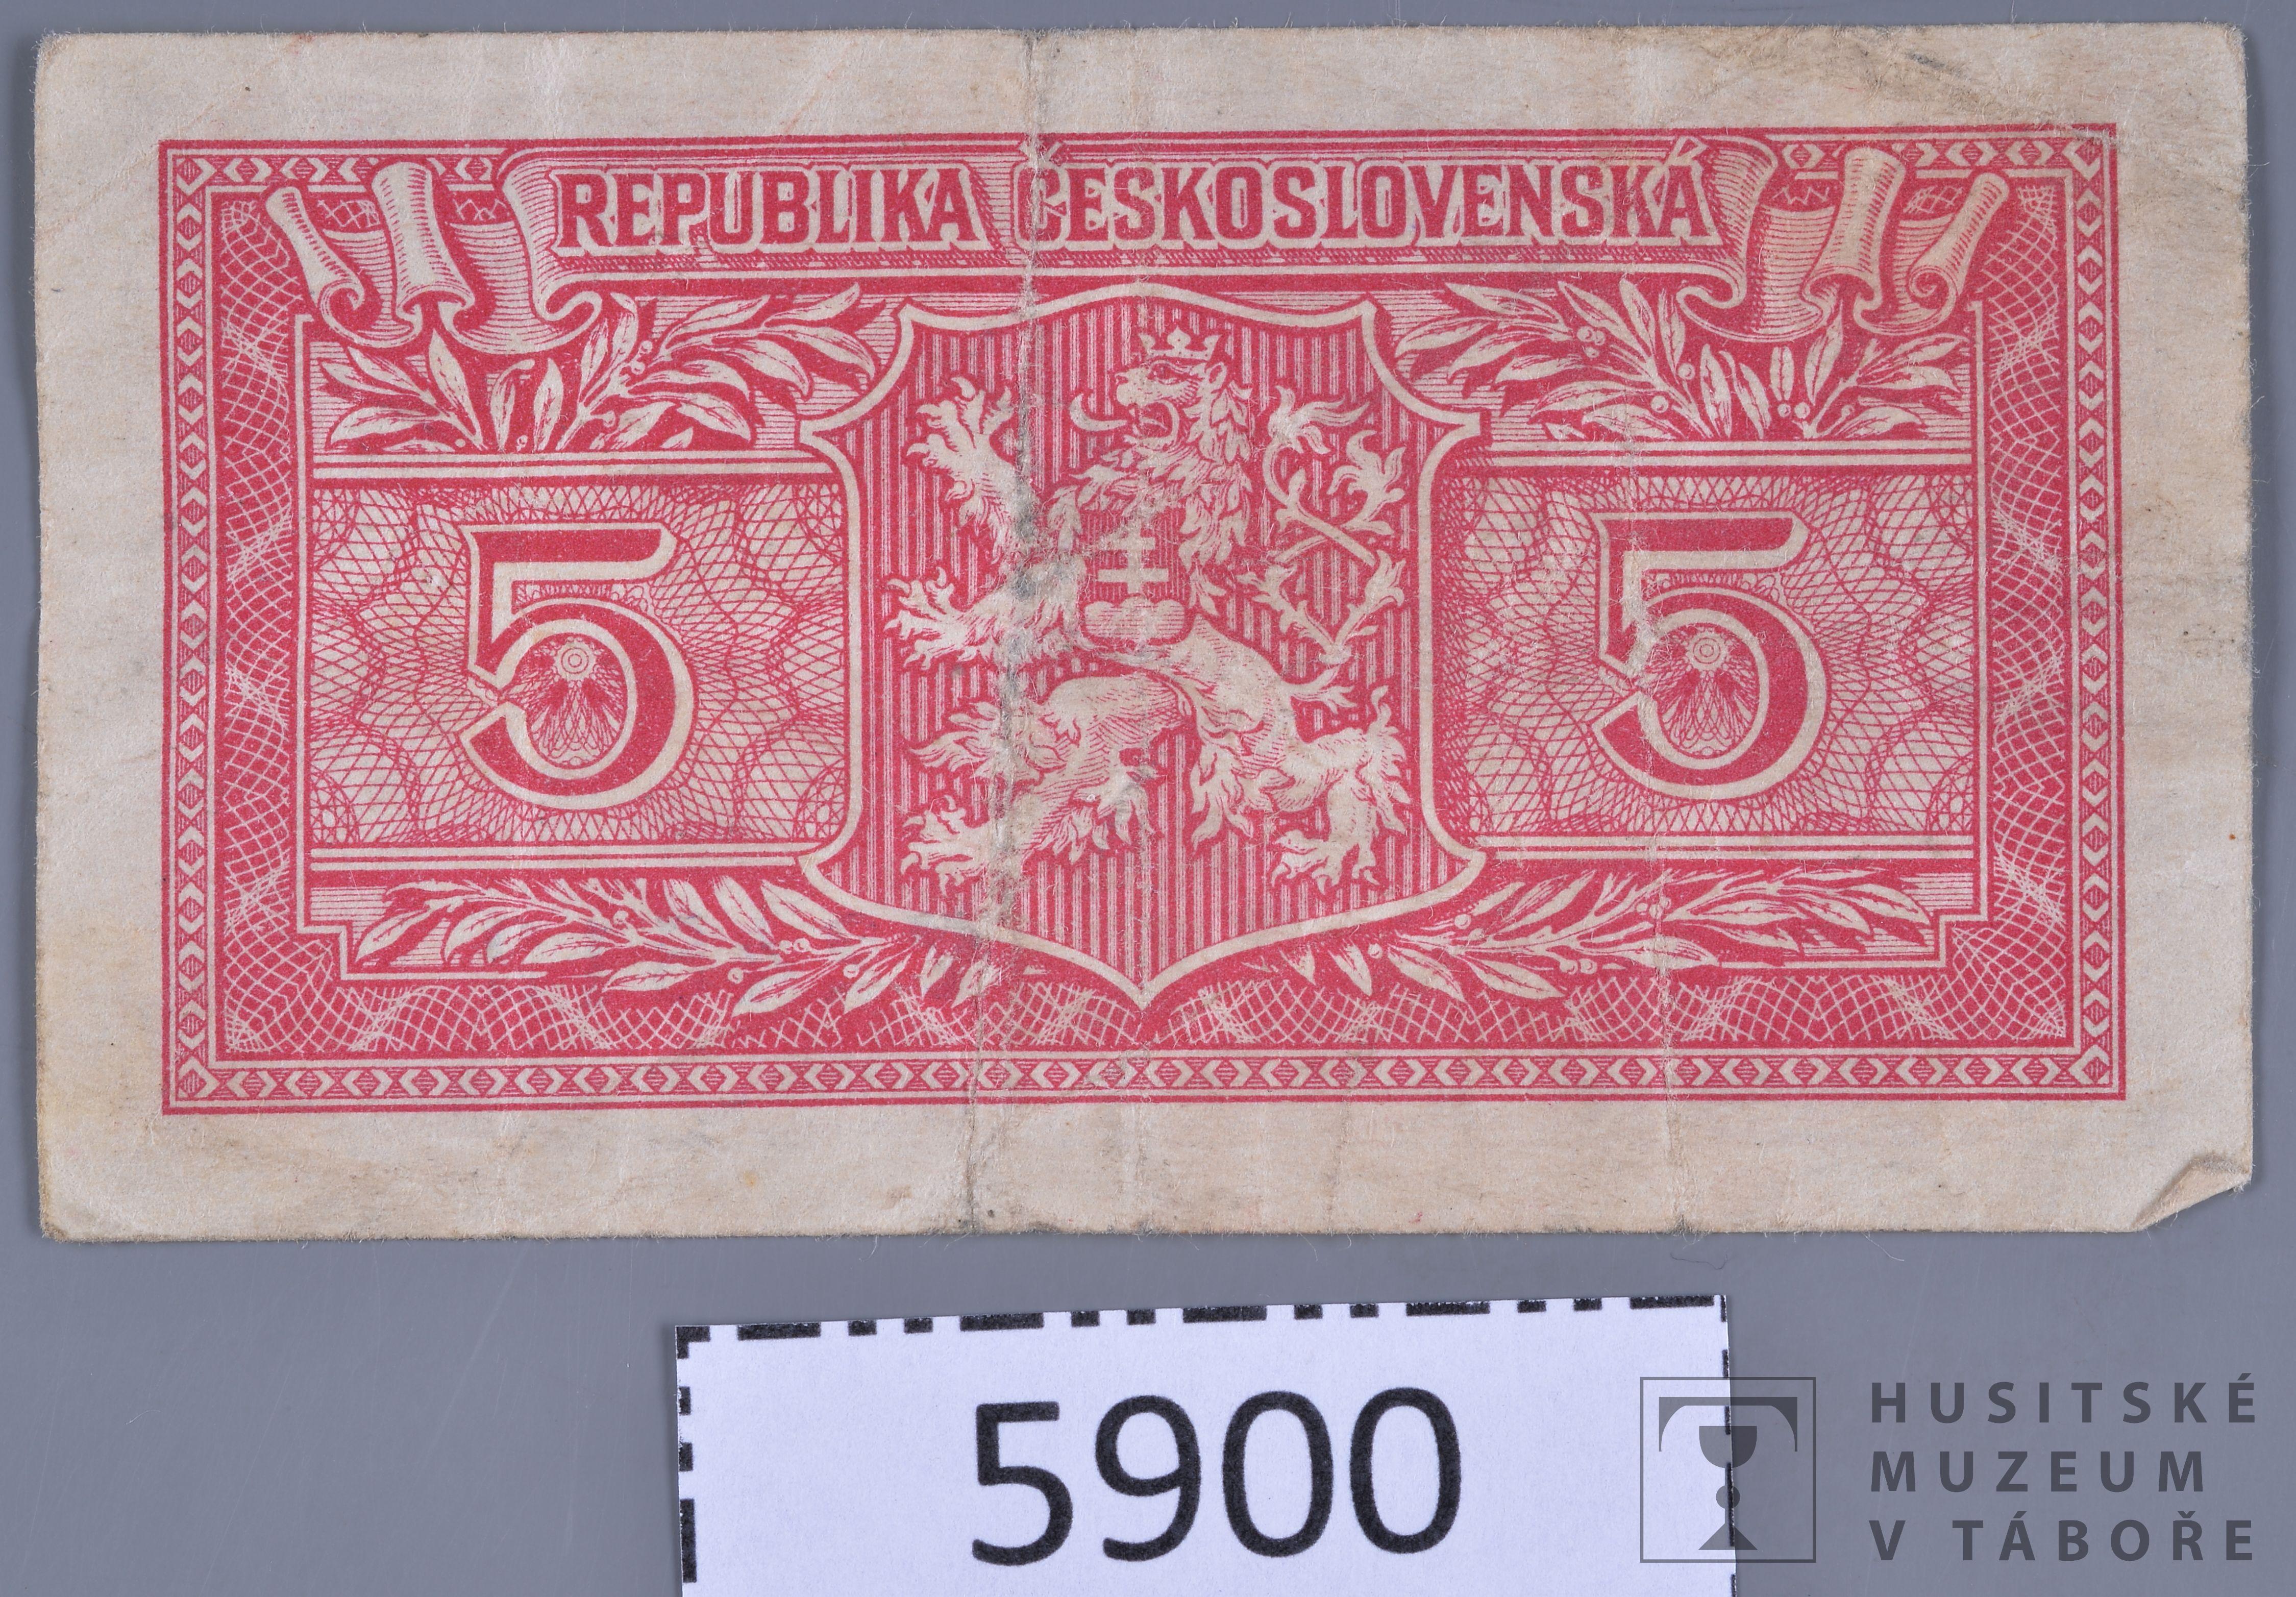 REPUBLIKA ČESKOSLOVENSKÁ
5 5
5900
HUSITSKÉ
MUZEUM
V TÁBOŘE